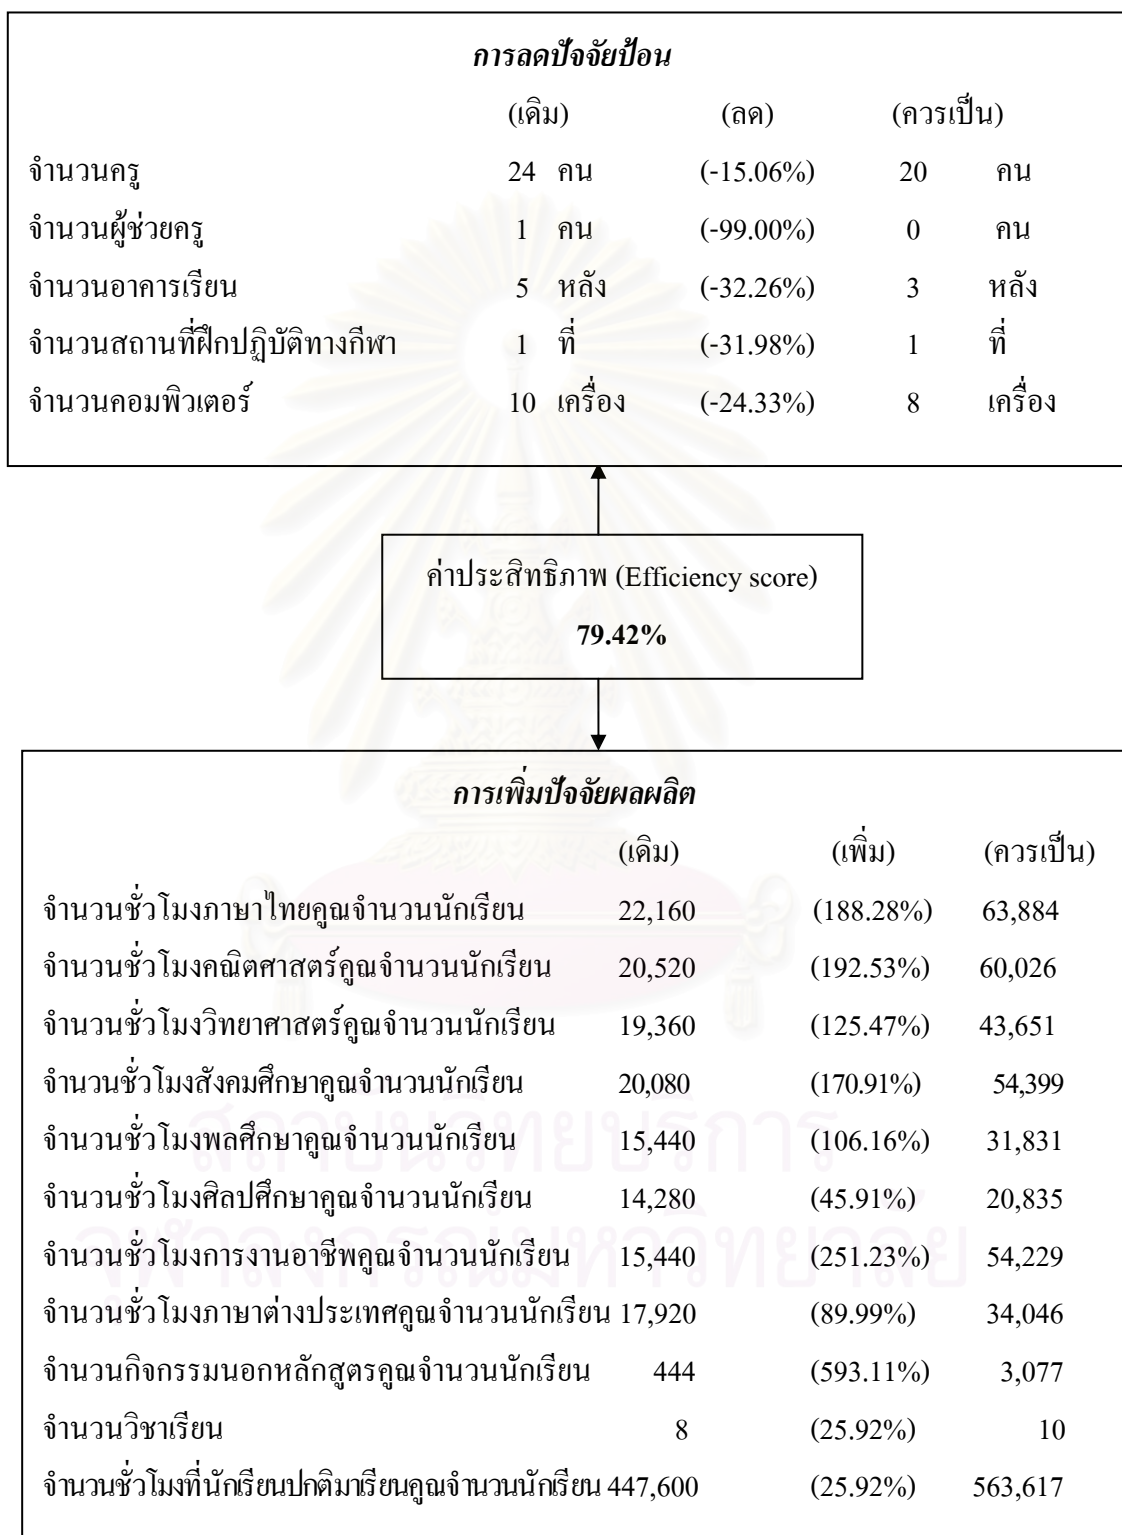 การลดปัจจัยป้อน
(เดิม) (ลด) (ควรเป็น)
จำนวนครู 24 คน (-15.06%) 20 คน
จำนวนผู้ช่วยครู 1 คน (-99.00%) 0 คน
จำนวนอาคารเรียน 5 หลัง (-32.26%) 3 หลัง
จำนวนสถานที่ฝึกปฏิบัติทางกีฬา 1 ที่ (-31.98%) 1 ที่
จำนวนคอมพิวเตอร์ 10 เครื่อง (-24.33%) 8 เครื่อง
ค่าประสิทธิภาพ (Efficiency score)
79.42%
การเพิ่มปัจจัยผลผลิต
(เดิม) (เพิ่ม) (ควรเป็น)
จำนวนชั่วโมงภาษาไทยคูณจำนวนนักเรียน 22,160 (188.28%) 63,884
จำนวนชั่วโมงคณิตศาสตร์คูณจำนวนนักเรียน 20,520 (192.53%) 60,026
จำนวนชั่วโมงวิทยาศาสตร์คูณจำนวนนักเรียน 19,360 (125.47%) 43,651
จำนวนชั่วโมงสังคมศึกษาคูณจำนวนนักเรียน 20,080 (170.91%) 54,399
จำนวนชั่วโมงพลศึกษาคูณจำนวนนักเรียน 15,440 (106.16%) 31,831
จำนวนชั่วโมงศิลปศึกษาคูณจำนวนนักเรียน 14,280 (45.91%) 20,835
จำนวนชั่วโมงการงานอาชีพคูณจำนวนนักเรียน 15,440 (251.23%) 54,229
จำนวนชั่วโมงภาษาต่างประเทศคูณจำนวนนักเรียน 17,920 (89.99%) 34,046
จำนวนกิจกรรมนอกหลักสูตรคูณจำนวนนักเรียน 444 (593.11%) 3,077
จำนวนวิชาเรียน 8 (25.92%) 10
จำนวนชั่วโมงที่นักเรียนปกติมาเรียนคูณจำนวนนักเรียน 447,600 (25.92%) 563,617
สถาบันวิทยบริการ
จุฬาลงกรณ์มหาวิทยาลัย